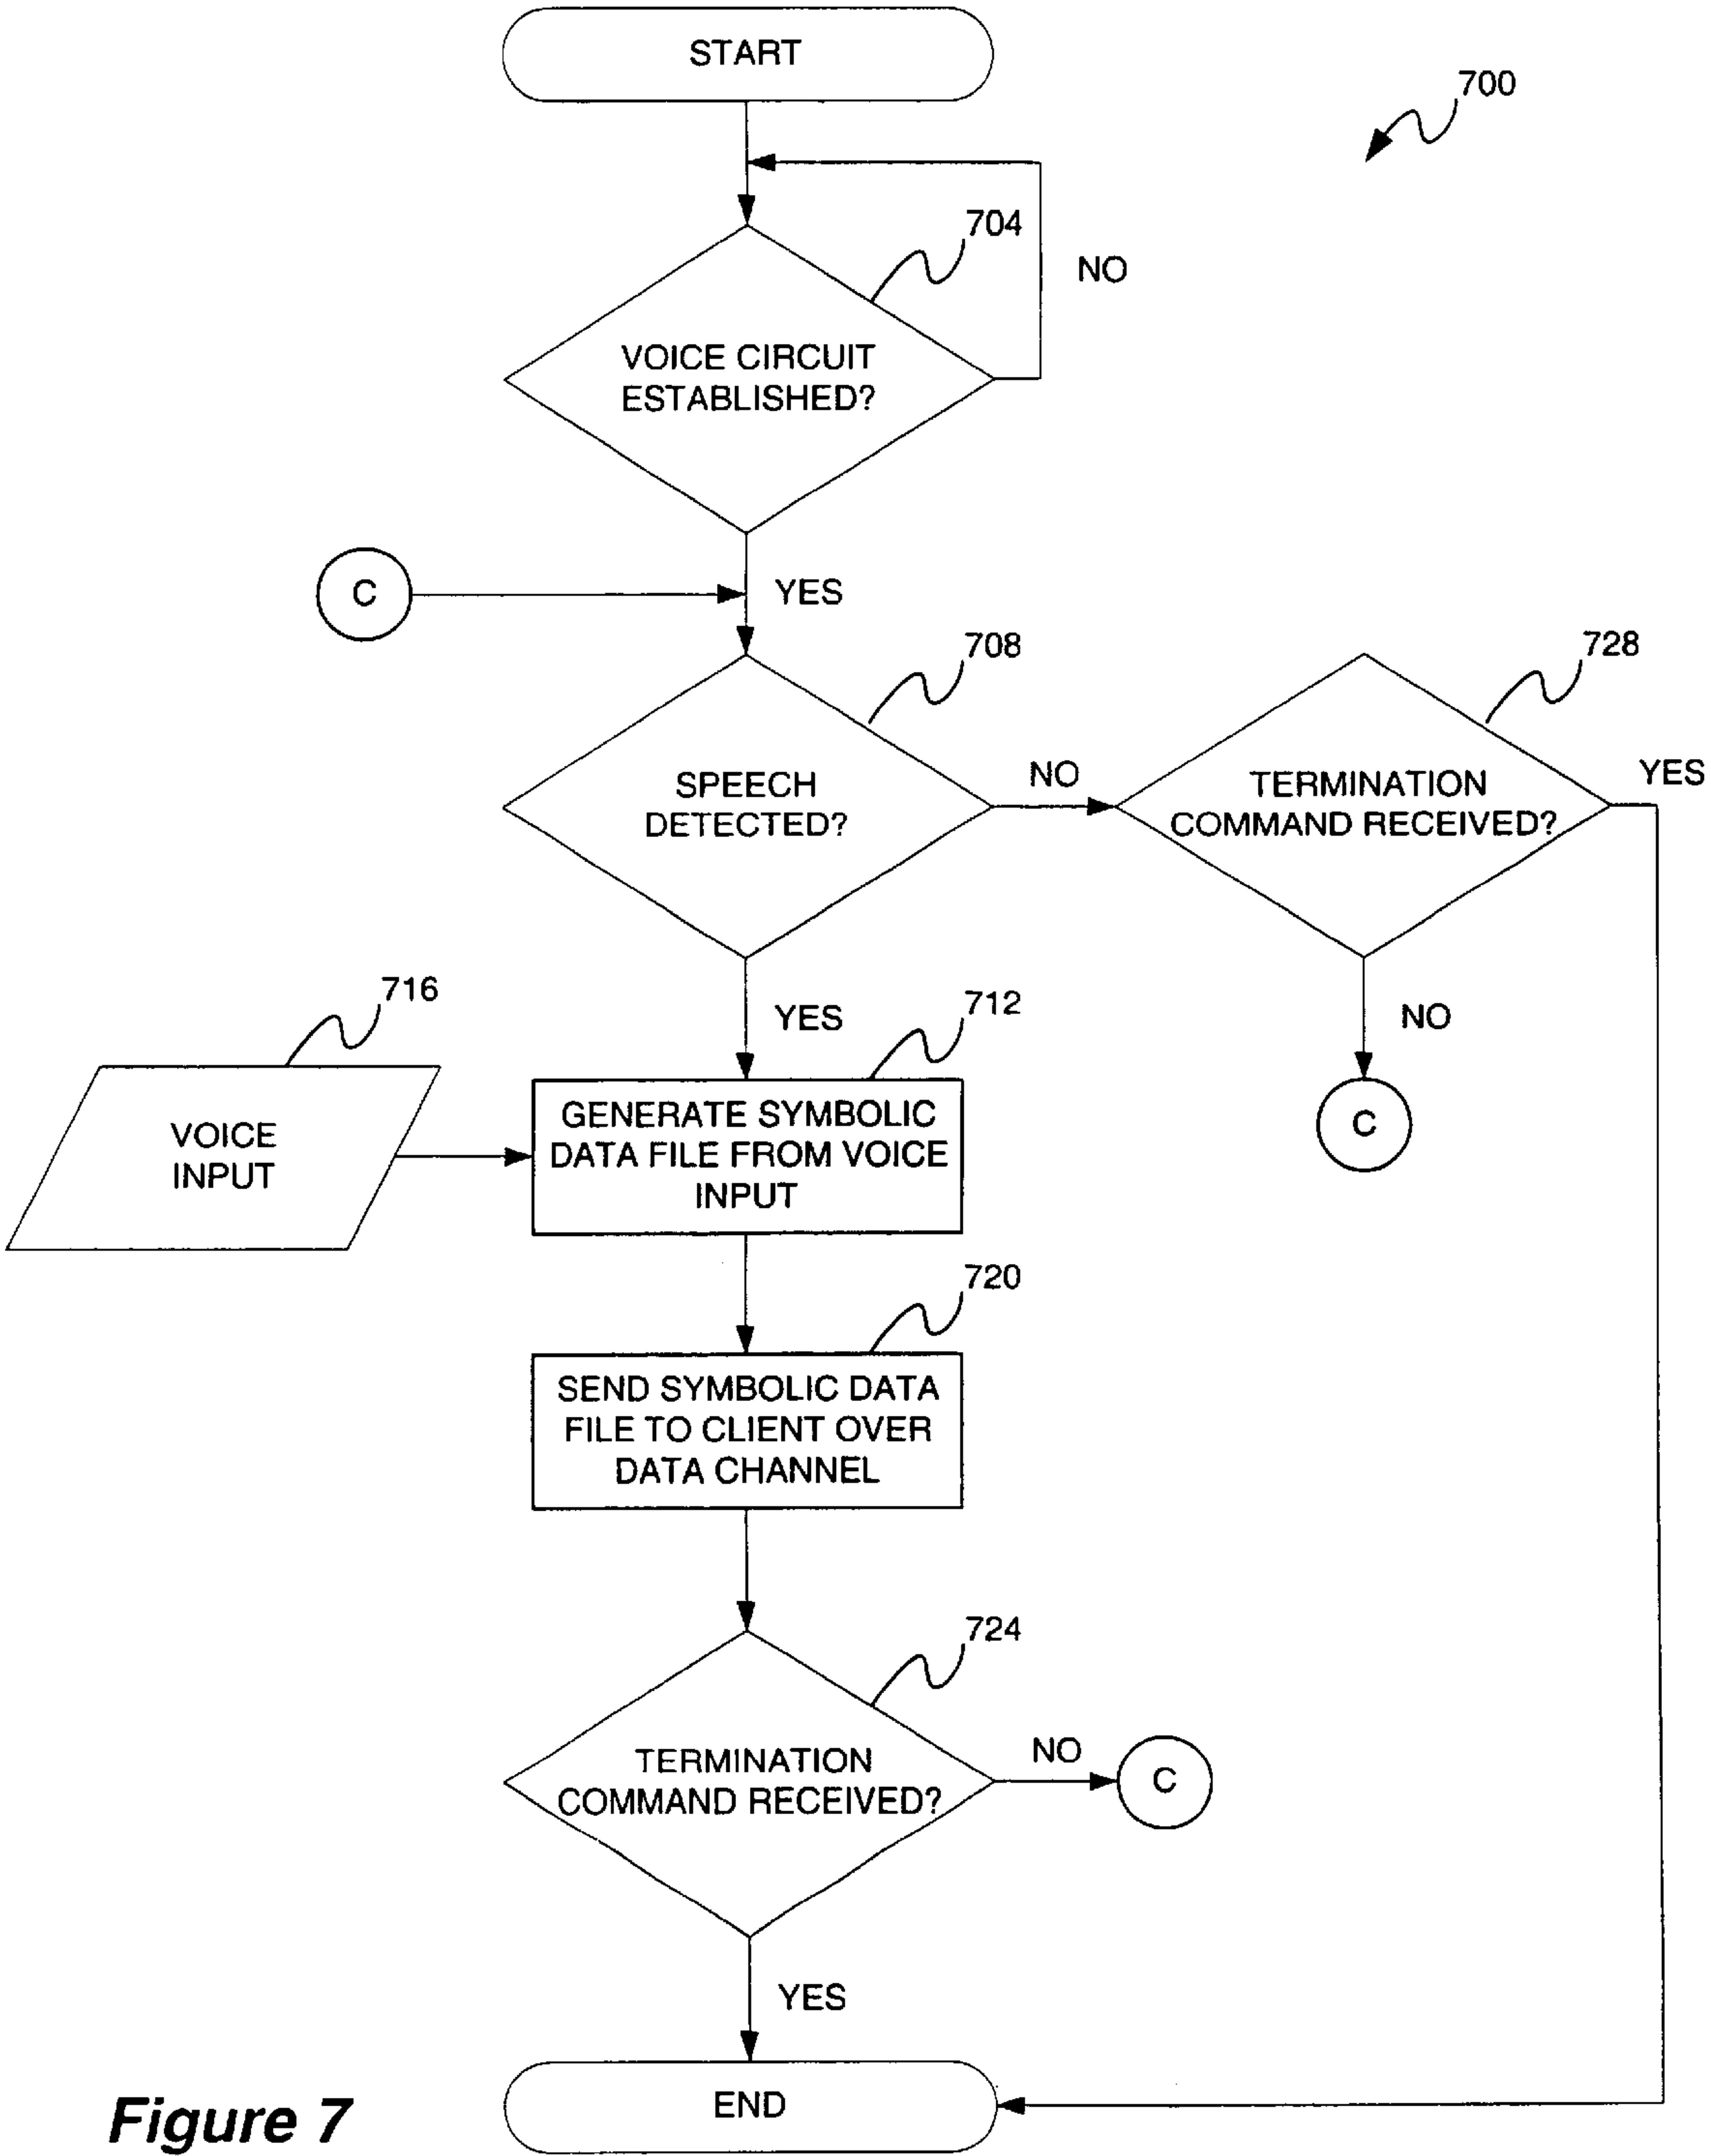 START
700
704
NO
VOICE CIRCUIT
ESTABLISHED?
C
YES
708
728
SPEECH
DETECTED?
NO
TERMINATION
COMMAND RECEIVED?
YES
716
YES
712
NO
VOICE
INPUT
GENERATE SYMBOLIC
DATA FILE FROM VOICE
INPUT
C
720
SEND SYMBOLIC DATA
FILE TO CLIENT OVER
DATA CHANNEL
724
TERMINATION
COMMAND RECEIVED?
NO
C
YES
END
Figure 7